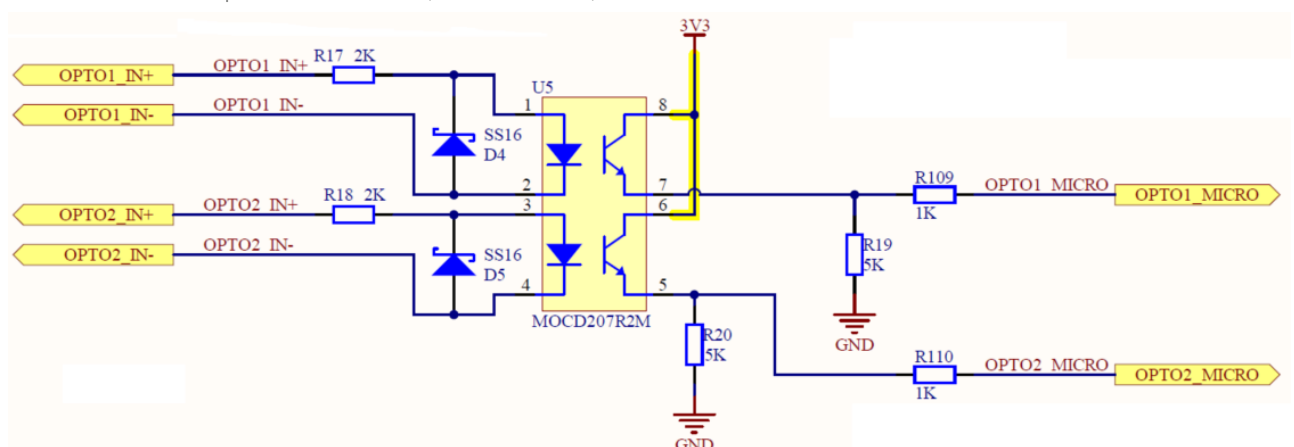 3V3
R17 2K
OPTO1_IN+
OPTO1_IN+
OPTO1_IN-
OPTO1_IN-
U5
1
8
SS16
D4
2
7
R109
1K
OPTO1_MICRO
OPTO1_MICRO
R18 2K
OPTO2_IN+
OPTO2_IN+
3
6
OPTO2_IN-
OPTO2_IN-
SS16
D5
R19
5K
4
5
MOCD207R2M
R20
5K
GND
R110
1K
OPTO2_MICRO
OPTO2_MICRO
GND